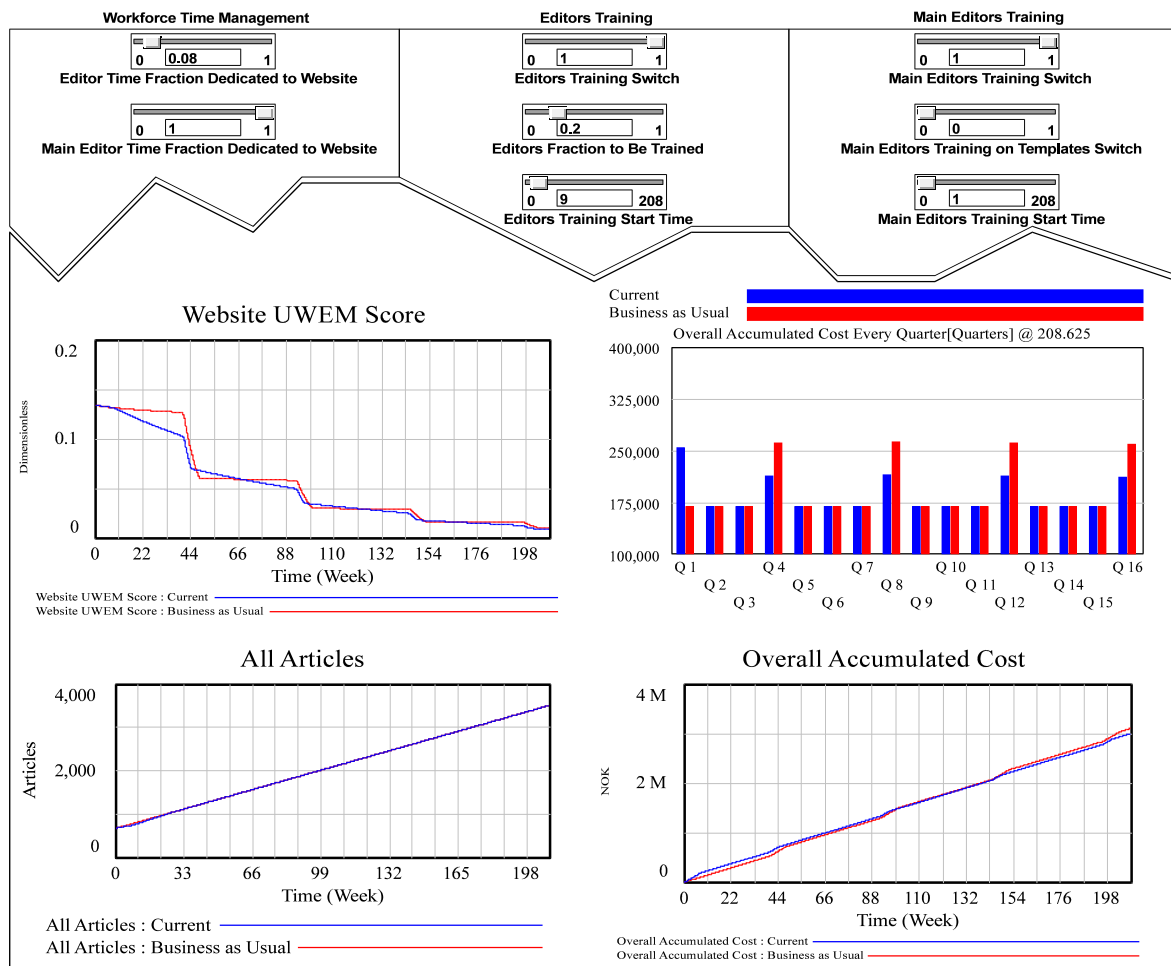 Workforce Time Management
Editors Training
Main Editors Training
0 0.08 1
Editor Time Fraction Dedicated to Website
0 1 1
Editors Training Switch
0 1 1
Main Editors Training Switch
0 1 1
Main Editor Time Fraction Dedicated to Website
0 0.2 1
Editors Fraction to Be Trained
0 0 1
Main Editors Training on Templates Switch
0 9 208
Editors Training Start Time
0 1 208
Main Editors Training Start Time
Website UWEM Score
0.2
0.1
0
Dimensionless
0 22 44 66 88 110 132 154 176 198
Time (Week)
Website UWEM Score : Current
Website UWEM Score : Business as Usual
Current
Business as Usual
Overall Accumulated Cost Every Quarter[Quarters] @ 208.625
400,000
325,000
250,000
175,000
100,000
Q 1 Q 4 Q 7 Q 10 Q 13 Q 16
Q 2 Q 5 Q 8 Q 11 Q 14
Q 3 Q 6 Q 9 Q 12 Q 15
All Articles
4,000
2,000
0
Articles
0 33 66 99 132 165 198
Time (Week)
All Articles : Current
All Articles : Business as Usual
Overall Accumulated Cost
4 M
2 M
0
NOK
0 22 44 66 88 110 132 154 176 198
Time (Week)
Overall Accumulated Cost : Current
Overall Accumulated Cost : Business as Usual